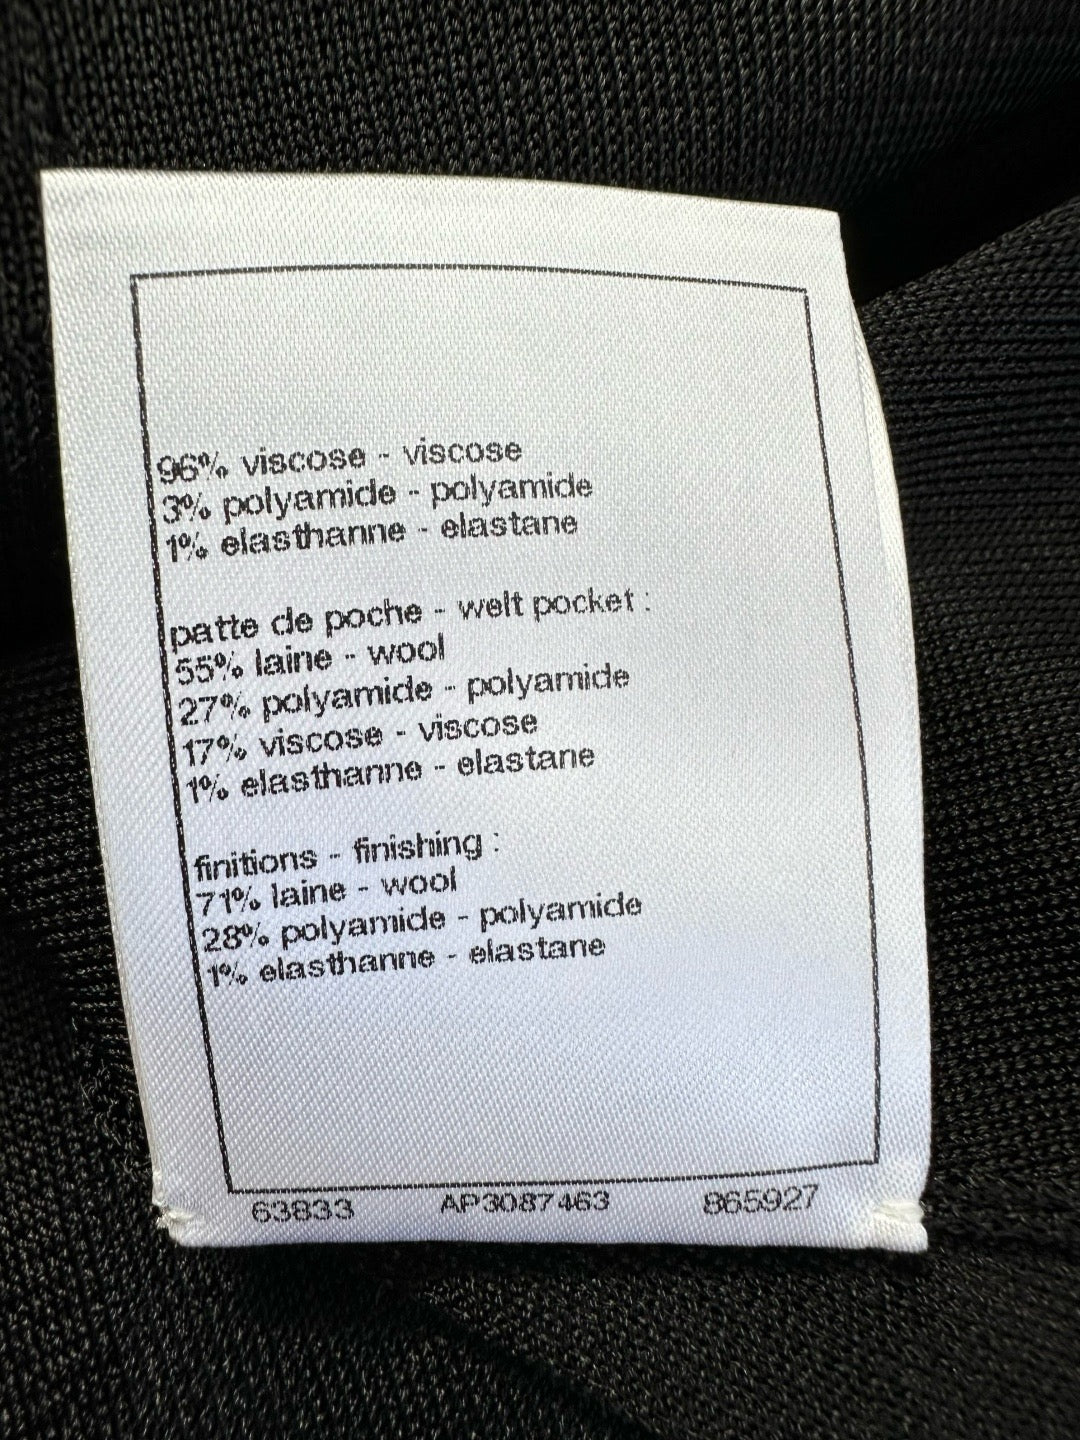 96% viscose - viscose
3% polyamide - polyamide
1% elasthanne - elastane
patte de poche - welt pocket :
55% laine - wool
27% polyamide - polyamide
17% viscose - viscose
1% elasthanne - elastane
finitions - finishing :
71% laine - wool
28% polyamide - polyamide
1% elasthanne - elastane
63833 AP3087463 865927